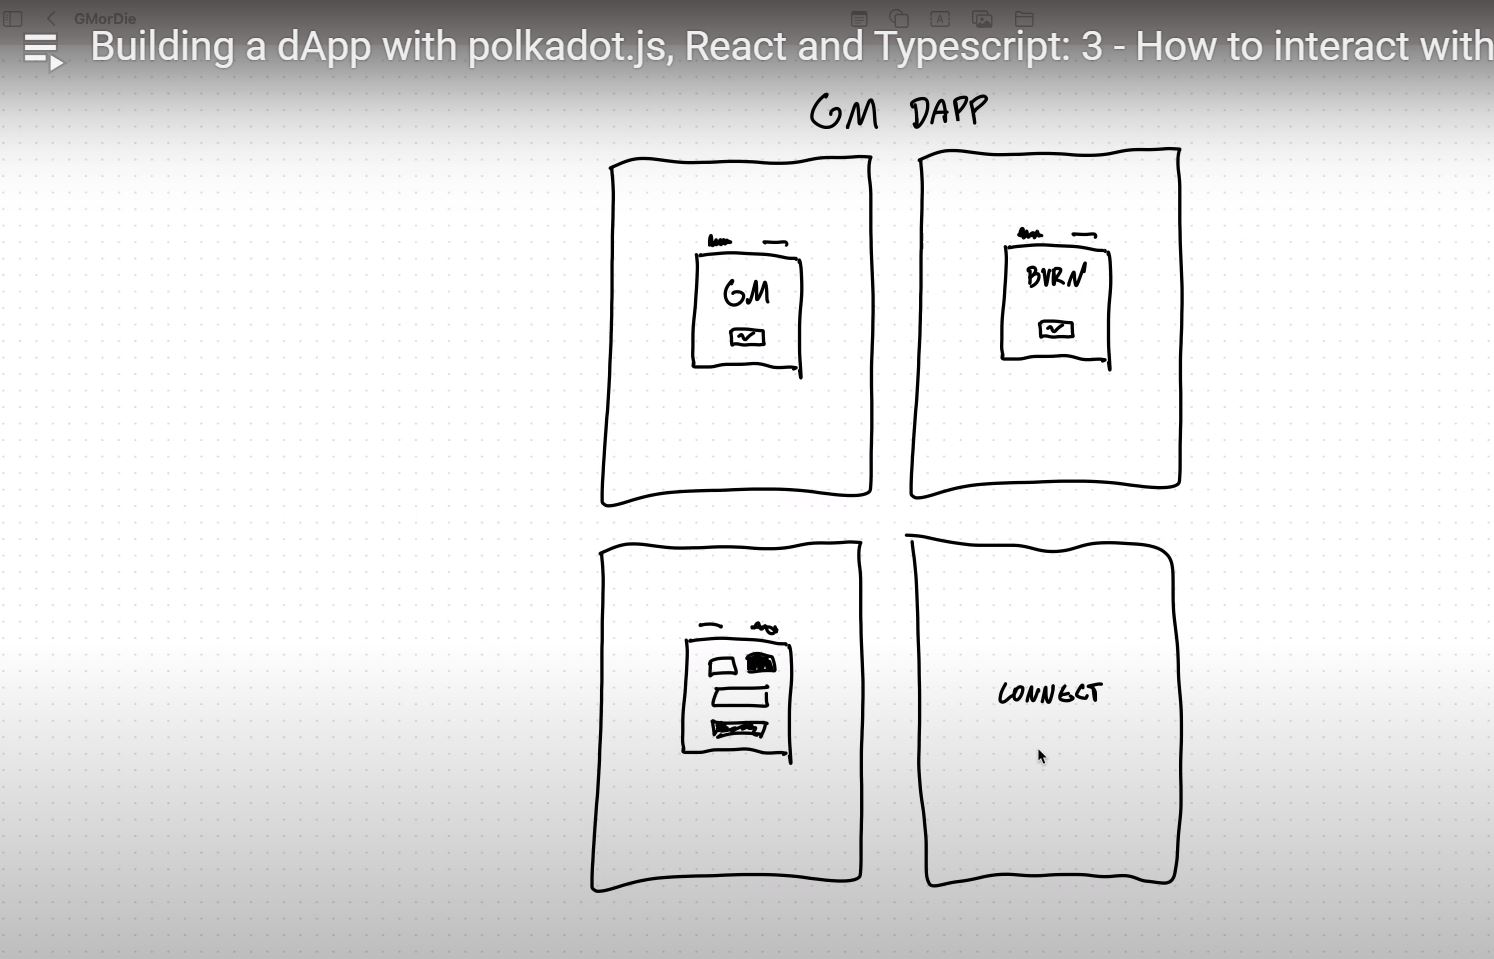 GMorDie
Building a dApp with polkadot.js, React and Typescript: 3 - How to interact with
GM DAPP
GM
BURN
CONNECT